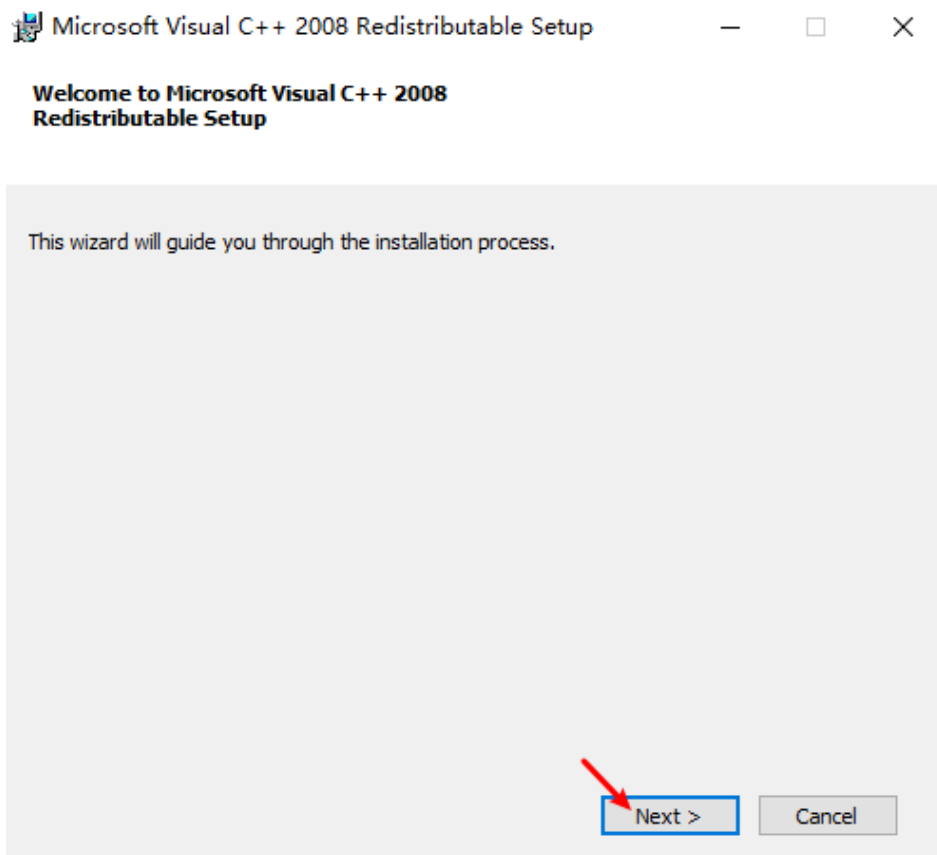 Microsoft Visual C++ 2008 Redistributable Setup
Welcome to Microsoft Visual C++ 2008
Redistributable Setup
This wizard will guide you through the installation process.
Next >
Cancel